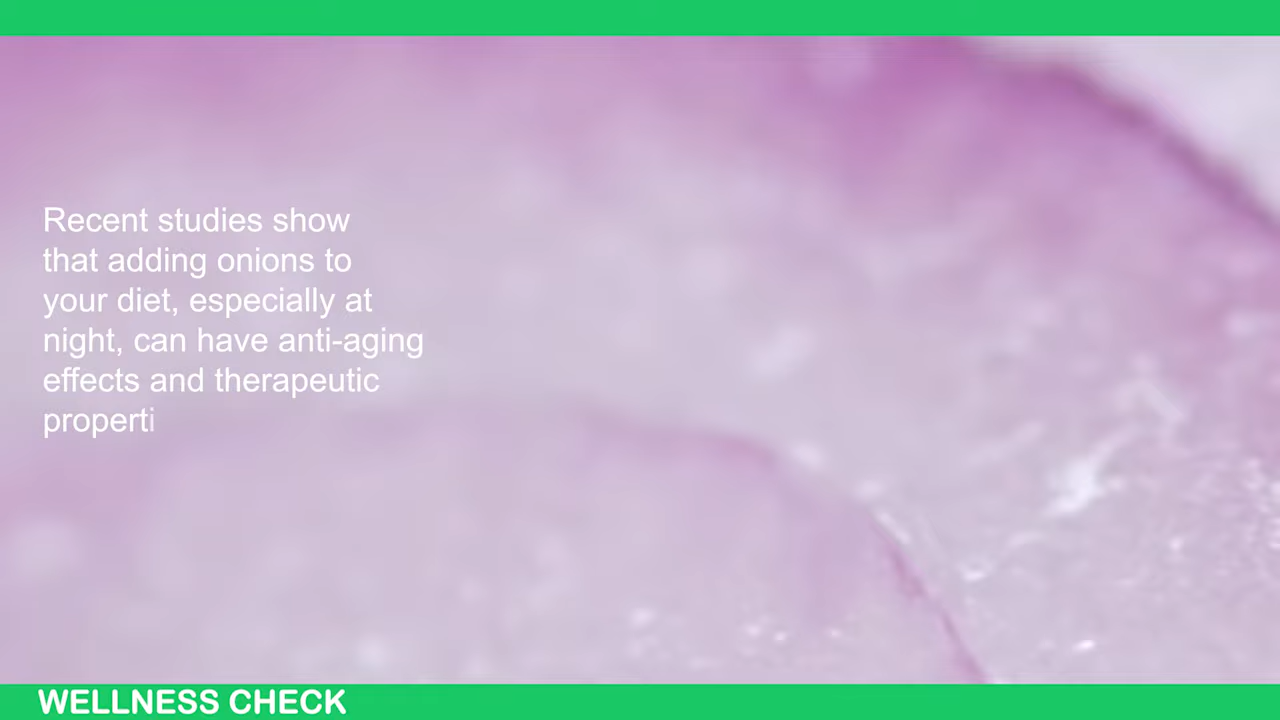 Recent studies show
that adding onions to
your diet, especially at
night, can have anti-aging
effects and therapeutic
properti
WELLNESS CHECK